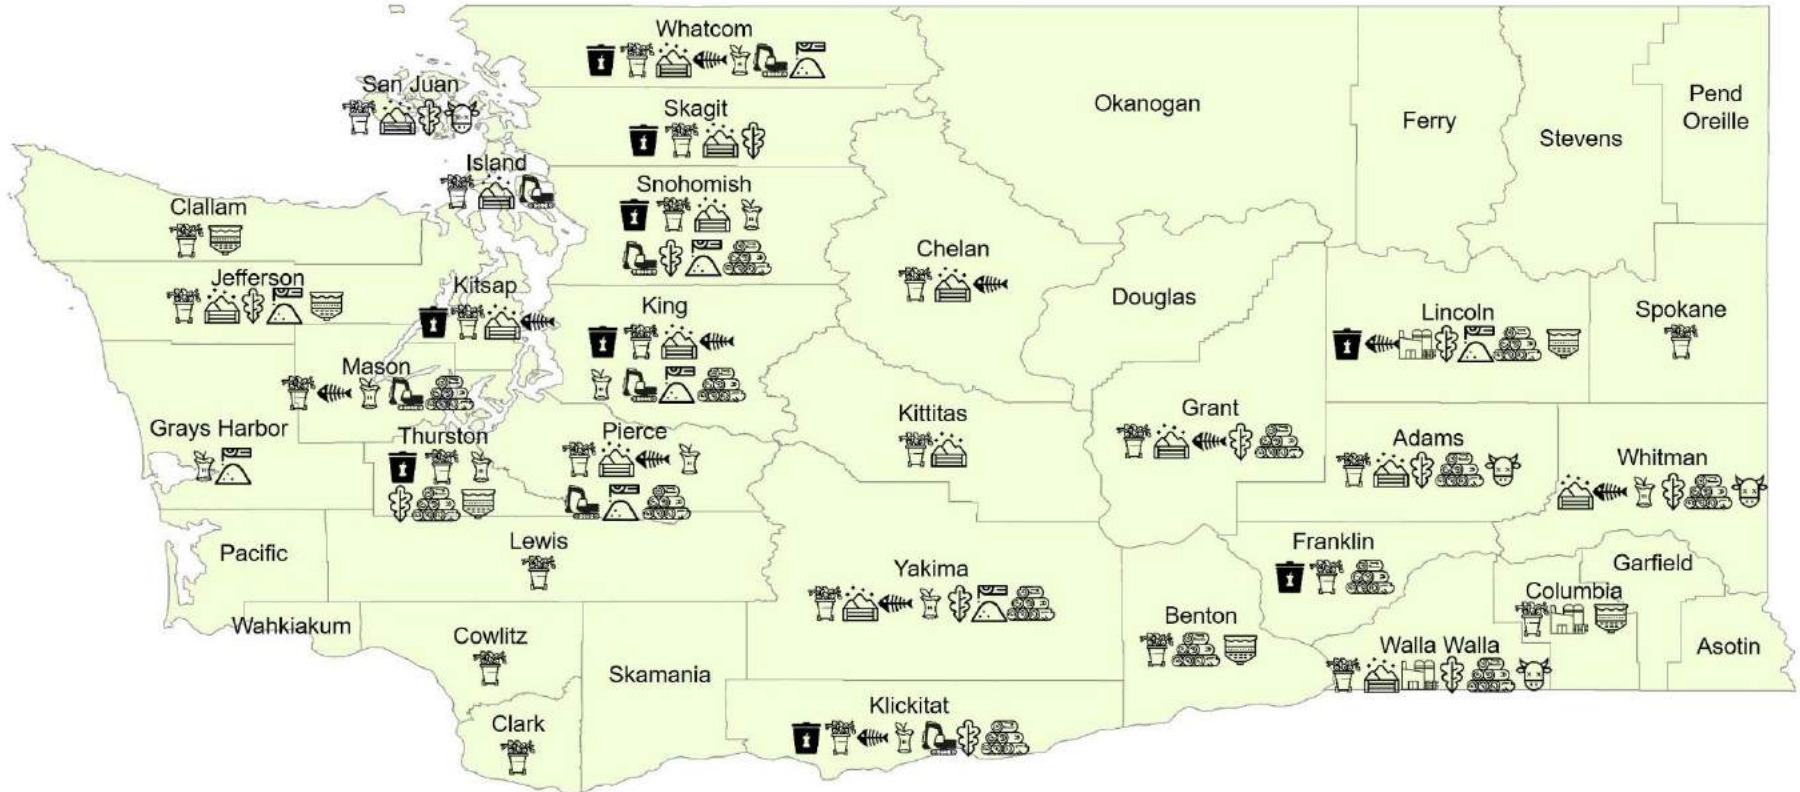 Whatcom
San Juan
Okanogan
Pend
Oreille
Skagit
Ferry
Stevens
Island
Snohomish
Clallam
Chelan
Jefferson
Kitsap
King
Douglas
Lincoln
Spokane
Mason
Grays Harbor
Thurston
Pierce
Kittitas
Grant
Adams
Whitman
Pacific
Lewis
Yakima
Franklin
Garfield
Columbia
Wahkiakum
Cowlitz
Skamania
Benton
Walla Walla
Asotin
Klickitat
Clark